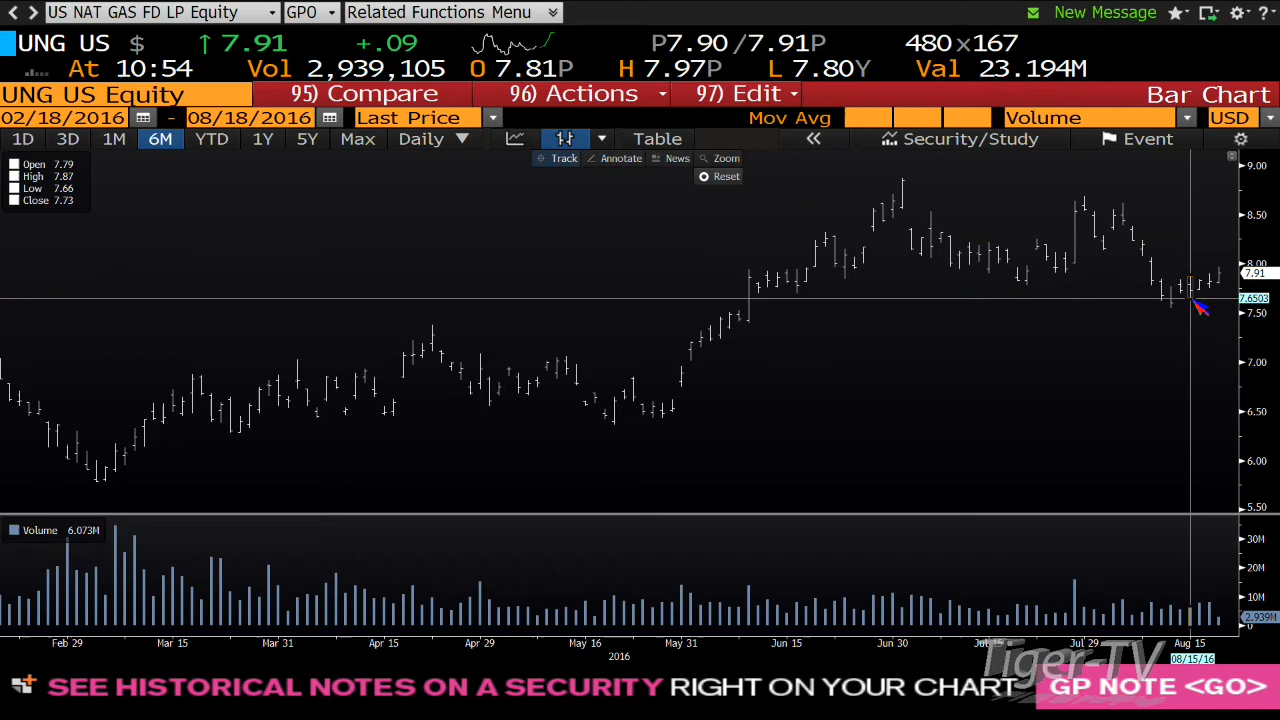 US NAT GAS FD LP Equity GPO Related Functions Menu New Message ?
UNG US $ ↑ 7.91 +.09 P7.90 /7.91P 480 x167
At 10:54 Vol 2,939,105 O 7.81P H 7.97P L 7.80Y Val 23.194M
UNG US Equity 95) Compare 96) Actions 97) Edit Bar Chart
02/18/2016 - 08/18/2016 Last Price Mov Avg Volume USD
1D 3D 1M 6M YTD 1Y 5Y Max Daily ▼ Table « Security/Study Event
Track Annotate News Zoom
Reset
Open 7.79
High 7.87
Low 7.66
Close 7.73
9.00
8.50
8.00
7.91
7.6503
7.50
7.00
6.50
6.00
5.50
Volume 6.073M
30M
20M
10M
2.939M
0
Feb 29 Mar 15 Mar 31 Apr 15 Apr 29 May 16 May 31 Jun 15 Jun 30 Jul 15 Jul 29 Aug 15
2016
08/15/16
Tiger-TV
SEE HISTORICAL NOTES ON A SECURITY RIGHT ON YOUR CHART GP NOTE <GO>